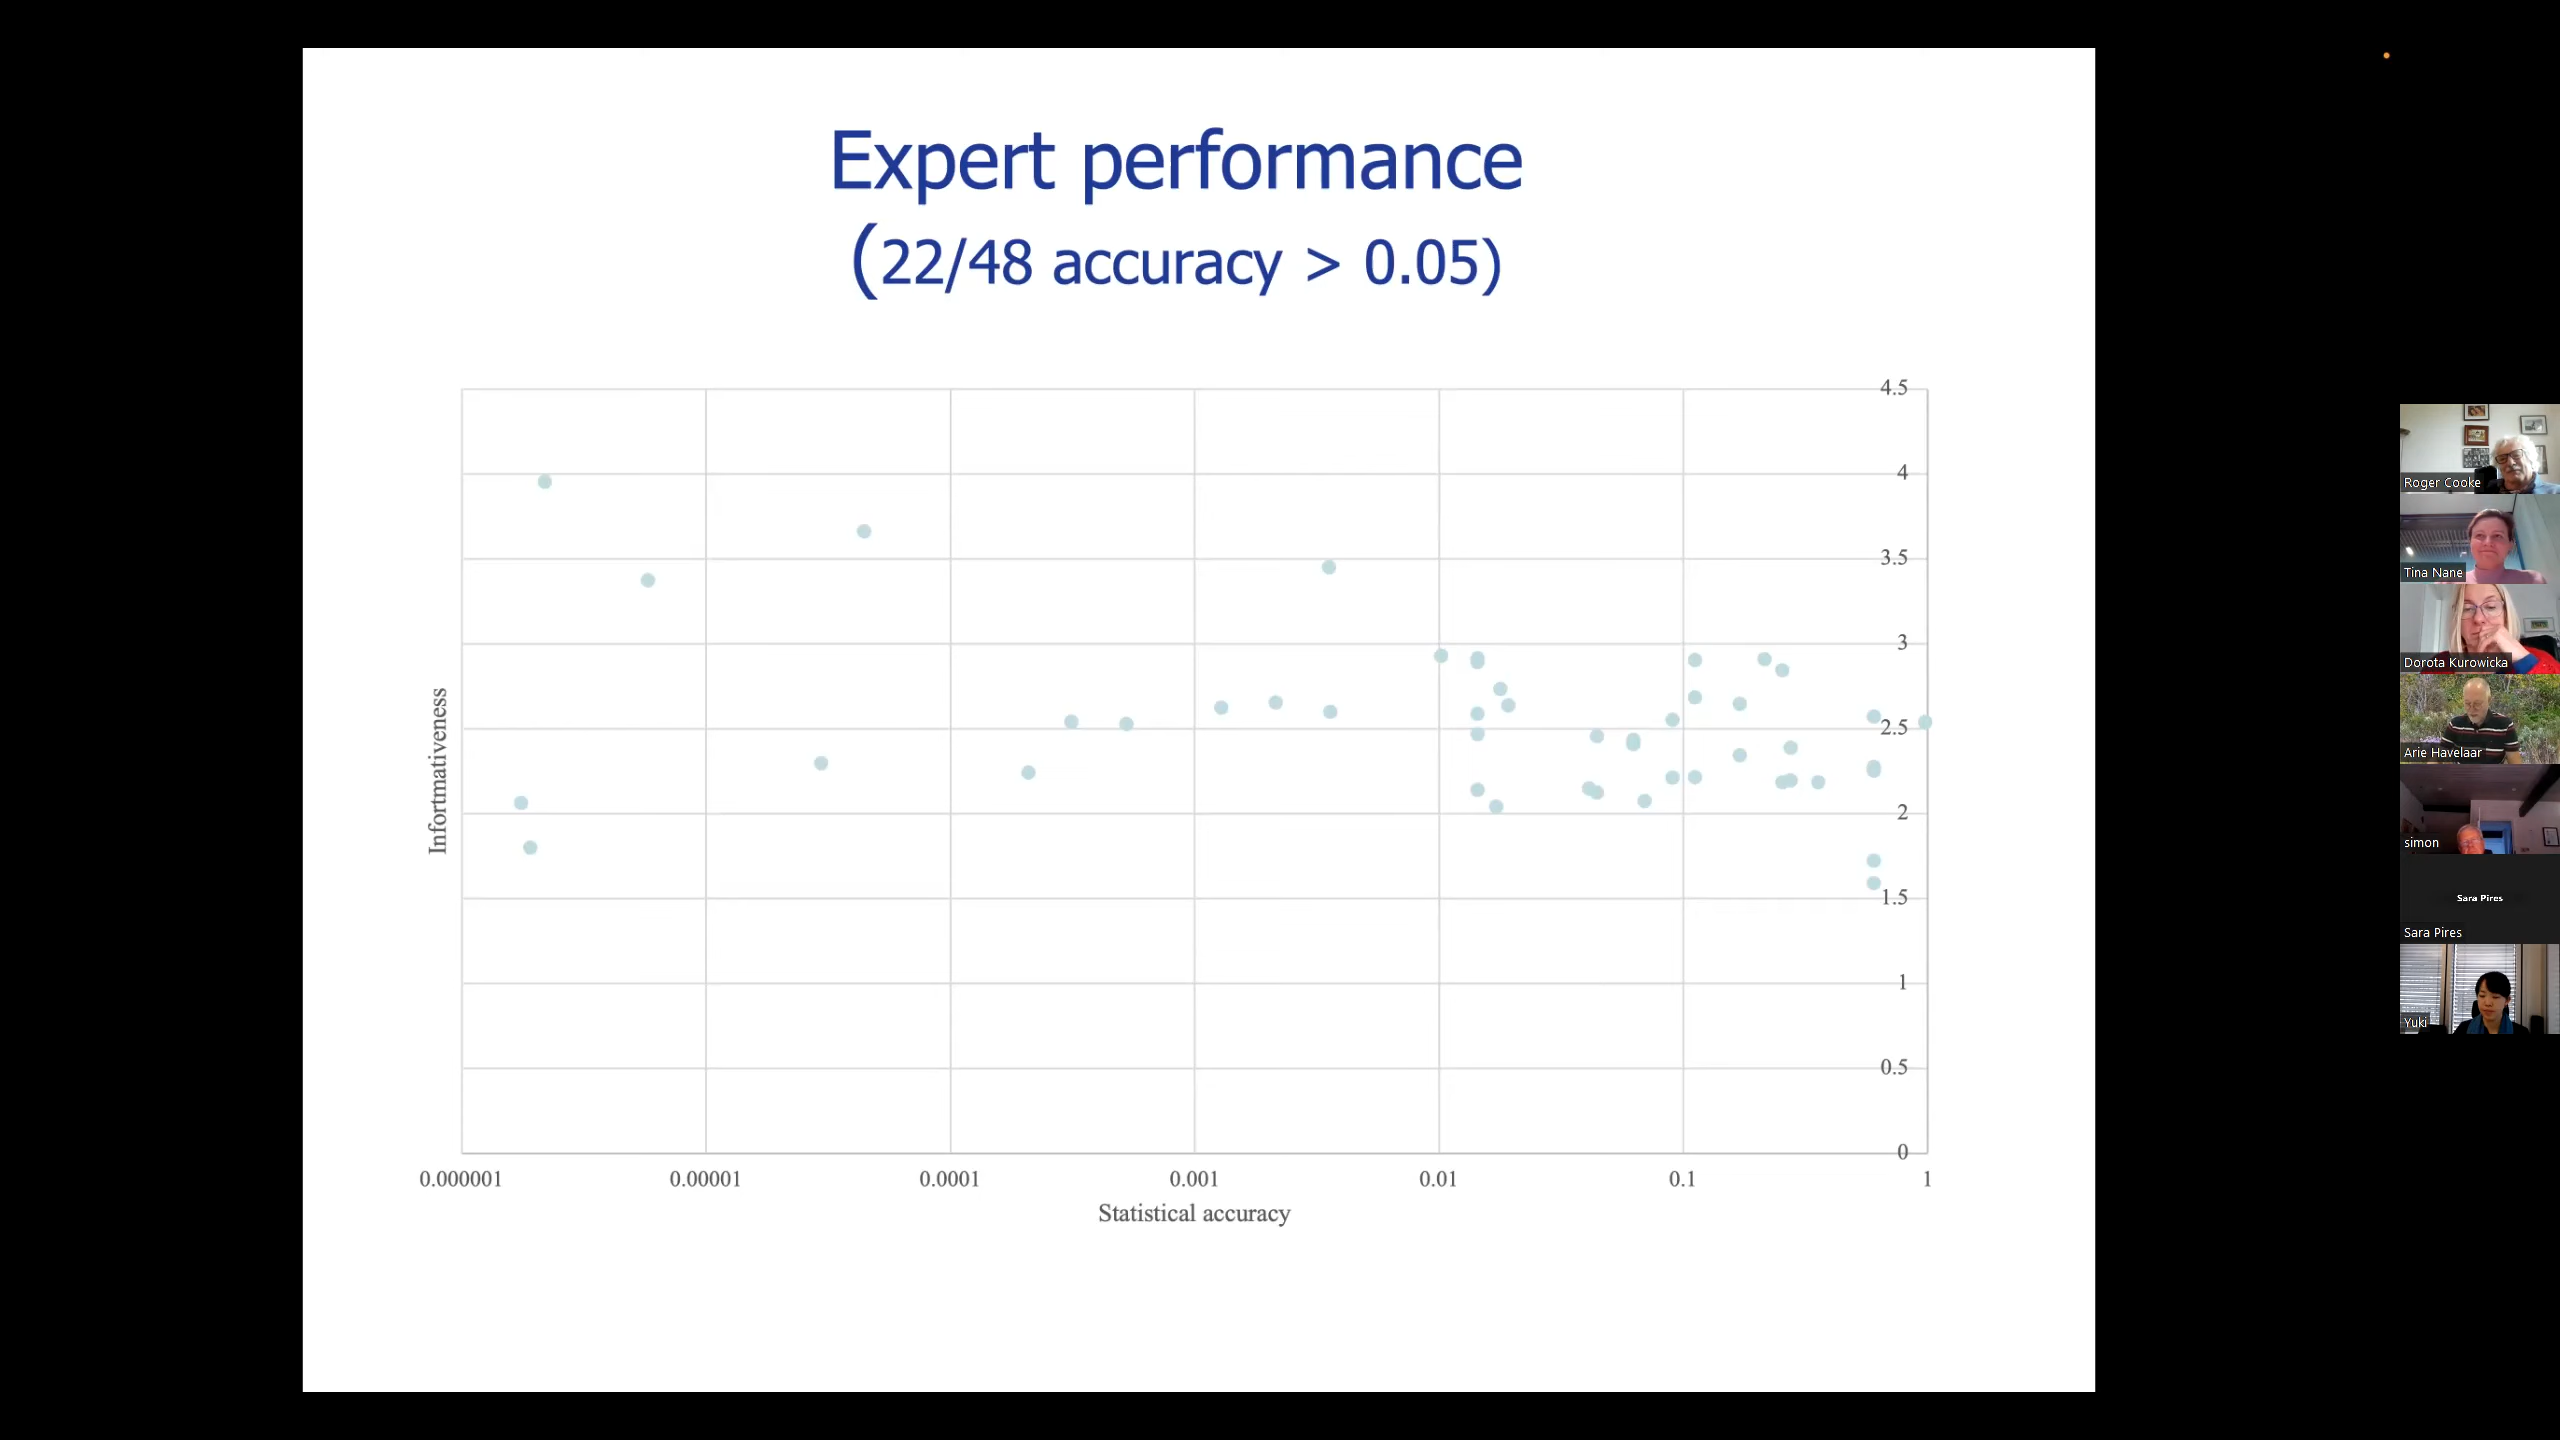 Expert performance
(22/48 accuracy > 0.05)
4.5
4
3.5
3
2.5
2
1.5
1
0.5
0
Infortmativeness
0.000001
0.00001
0.0001
0.001
0.01
0.1
1
Statistical accuracy
Roger Cooke
Tina Nane
Dorota Kurowicka
Arie Havelaar
simon
Sara Pires
Sara Pires
Yuki